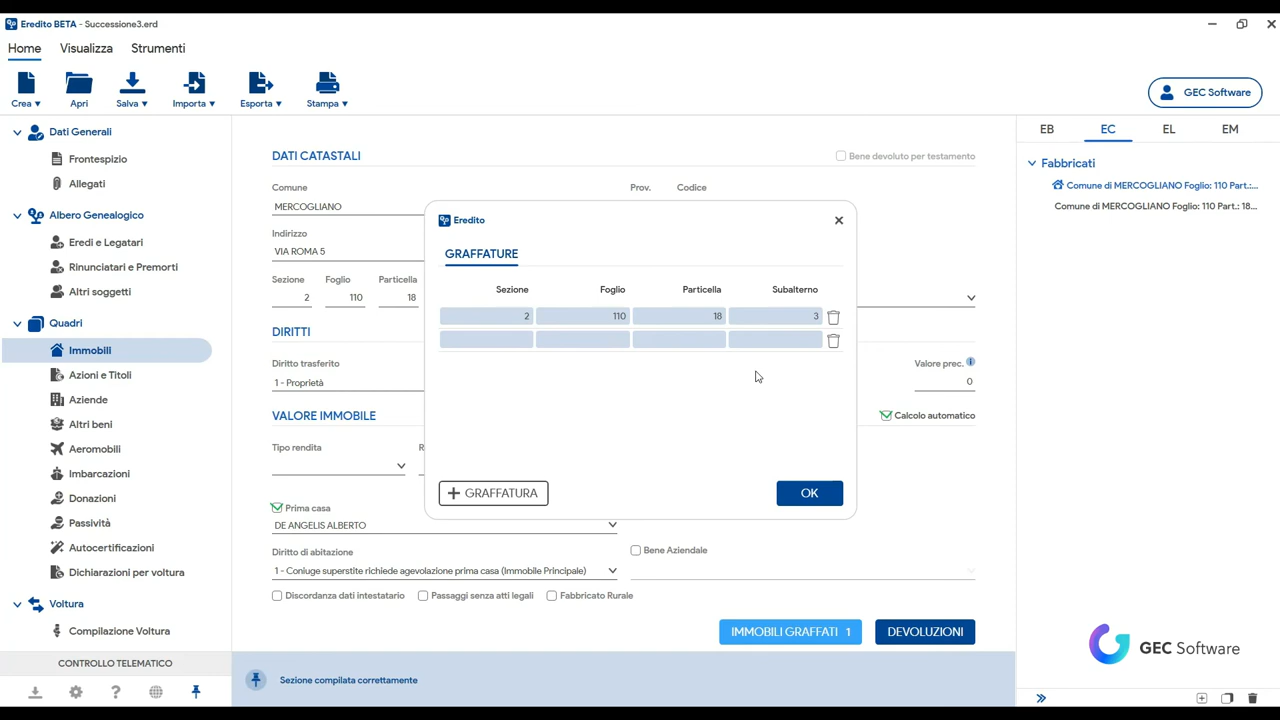 Eredito BETA - Successione3.erd
Home Visualizza Strumenti
Crea Apri Salva Importa Esporta Stampa
GEC Software
Dati Generali
Frontespizio
Allegati
Albero Genealogico
Eredi e Legatari
Rinunciatari e Premorti
Altri soggetti
Quadri
Immobili
Azioni e Titoli
Aziende
Altri beni
Aeromobili
Imbarcazioni
Donazioni
Passività
Autocertificazioni
Dichiarazioni per voltura
Voltura
Compilazione Voltura
CONTROLLO TELEMATICO
DATI CATASTALI
Bene devoluto per testamento
Comune Prov. Codice
MERCOGLIANO
Indirizzo
VIA ROMA 5
Sezione Foglio Particella
2 110 18
DIRITTI
Diritto trasferito Valore prec.
1 - Proprietà 0
VALORE IMMOBILE Calcolo automatico
Tipo rendita
Prima casa
DE ANGELIS ALBERTO
Diritto di abitazione Bene Aziendale
1 - Coniuge superstite richiede agevolazione prima casa (Immobile Principale)
Discordanza dati intestatario Passaggi senza atti legali Fabbricato Rurale
IMMOBILI GRAFFATI 1 DEVOLUZIONI
Sezione compilata correttamente
Eredito
GRAFFATURE
Sezione Foglio Particella Subalterno
2 110 18 3
+ GRAFFATURA OK
EB EC EL EM
Fabbricati
Comune di MERCOGLIANO Foglio: 110 Part.:...
Comune di MERCOGLIANO Foglio: 110 Part.: 18...
GEC Software